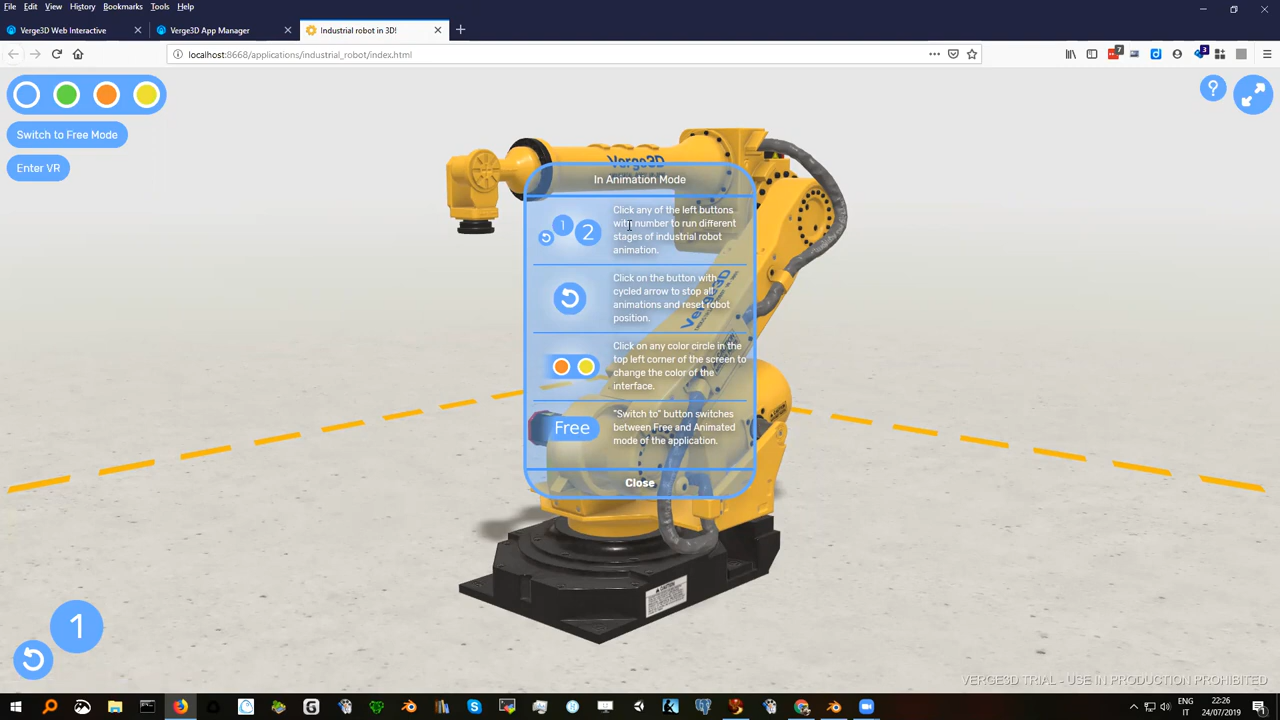 File Edit View History Bookmarks Tools Help
Verge3D Web Interactive
Verge3D App Manager
Industrial robot in 3D!
localhost:8668/applications/industrial_robot/index.html
7
3
Switch to Free Mode
Enter VR
?
Verge3D
In Animation Mode
1
2
Click any of the left buttons
with number to run different
stages of industrial robot
animation.
Click on the button with
cycled arrow to stop all
animations and reset robot
position.
Verge3D
Click on any color circle in the
top left corner of the screen to
change the color of the
interface.
Free
"Switch to" button switches
between Free and Animated
mode of the application.
Close
CAUTION
1
VERGE3D TRIAL - USE IN PRODUCTION PROHIBITED
ENG
IT
22:26
24/07/2019